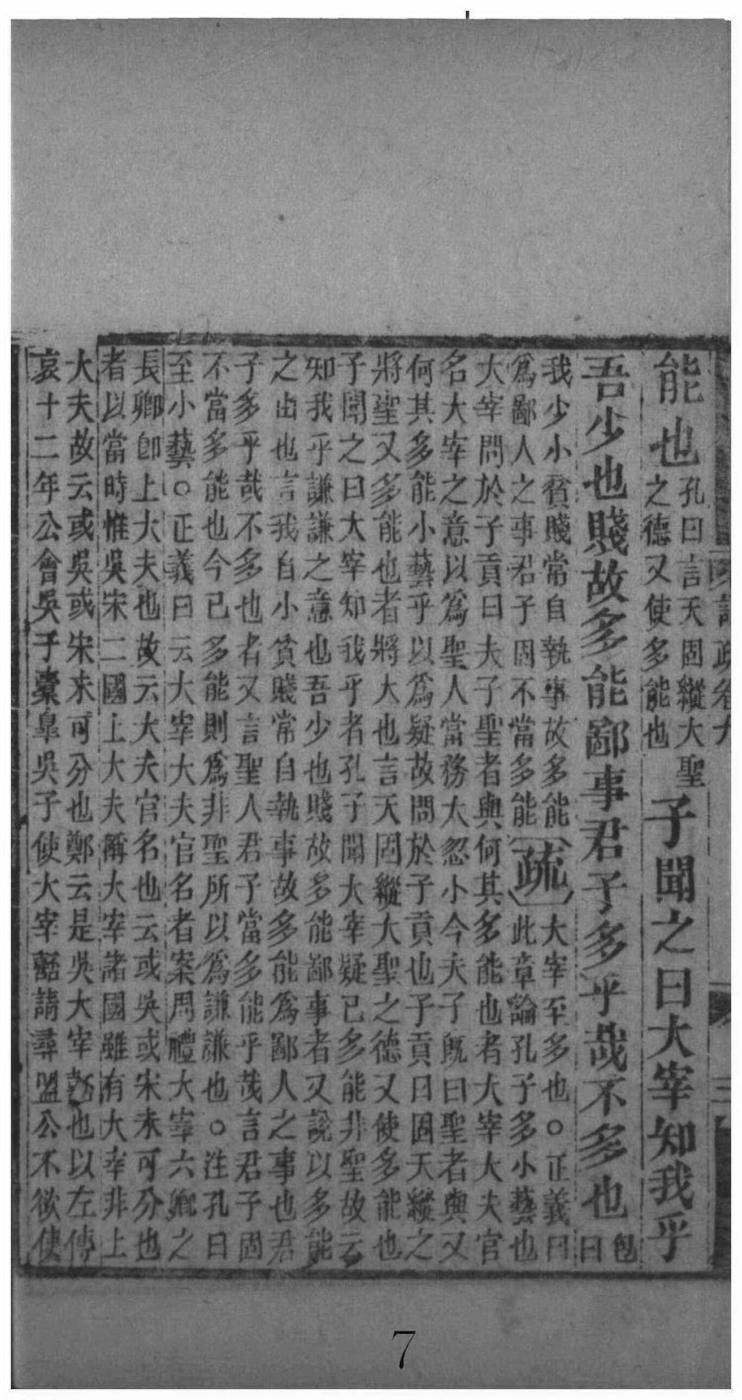 論疏卷九
能也孔曰言天固縱大聖之德又使多能也子聞之曰大宰知我乎
吾少也賤故多能鄙事君子多乎哉不多也包曰
我少小貧賤常自執事故多能為鄙人之事君子固不當多能疏大宰至多也○正義曰此章論孔子多小藝也
大宰問於子貢曰夫子聖者與何其多能也者大宰大夫官
名大宰之意以為聖人當務大忽小今夫子既曰聖者與又
何其多能小藝乎以為疑故問於子貢也子貢曰固天縱之
將聖又多能也者將大也言天固縱大聖之德又使多能也
子聞之曰大宰知我乎者孔子聞大宰疑己多能非聖故云
知我乎謙謙之意也吾少也賤故多能鄙事者又說以多能
之由也言我自小貧賤常自執事故多能為鄙人之事也君
子多乎哉不多也者又言聖人君子當多能乎哉言君子固
不當多能也今己多能則為非聖所以為謙謙也○注孔曰
至小藝○正義曰云大宰大夫官名者案周禮大宰六卿之
長卿卽上大夫也故云大夫官名也云或吳或宋未可分也
者以當時惟吳宋二國上大夫稱大宰諸國雖有大宰非上
大夫故云或吳或宋未可分也鄭云是吳大宰嚭也以左傳
哀十二年公會吳于橐皐吳子使大宰嚭請尋盟公不欲使
7